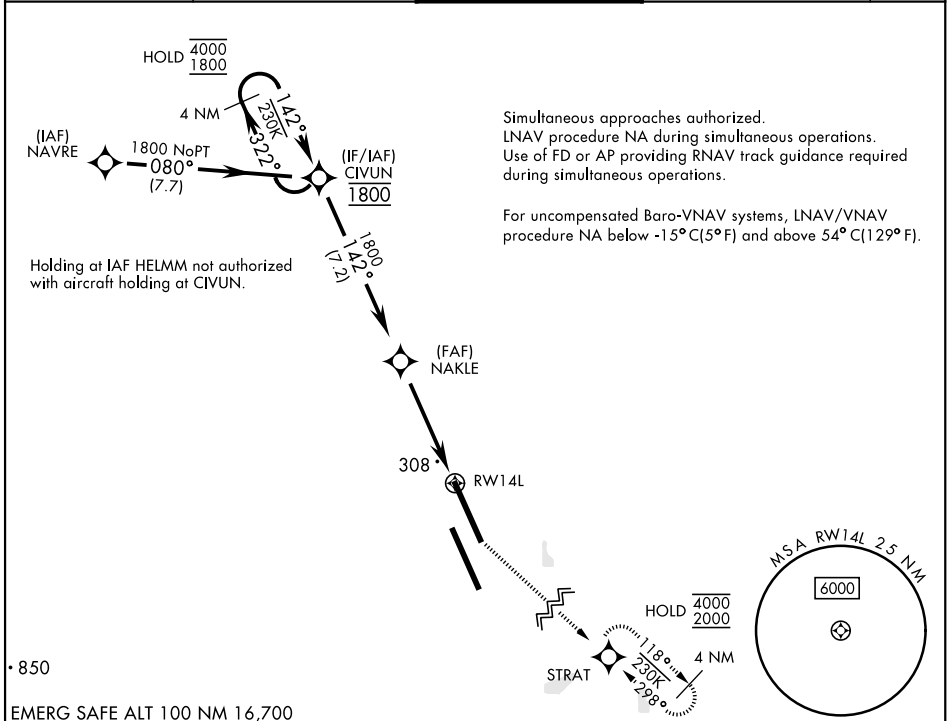 HOLD 4000
1800
4 NM
142°
230K
322°
(IAF)
NAVRE
1800 NoPT
080°
(7.7)
(IF/IAF)
CIVUN
1800
Simultaneous approaches authorized.
LNAV procedure NA during simultaneous operations.
Use of FD or AP providing RNAV track guidance required
during simultaneous operations.
For uncompensated Baro-VNAV systems, LNAV/VNAV
procedure NA below -15°C(5°F) and above 54°C(129°F).
Holding at IAF HELMM not authorized
with aircraft holding at CIVUN.
1800
142°
(7.2)
(FAF)
NAKLE
308
RW14L
MSA RW14L 25 NM
6000
HOLD 4000
2000
118°
230K
298°
4 NM
STRAT
850
EMERG SAFE ALT 100 NM 16,700